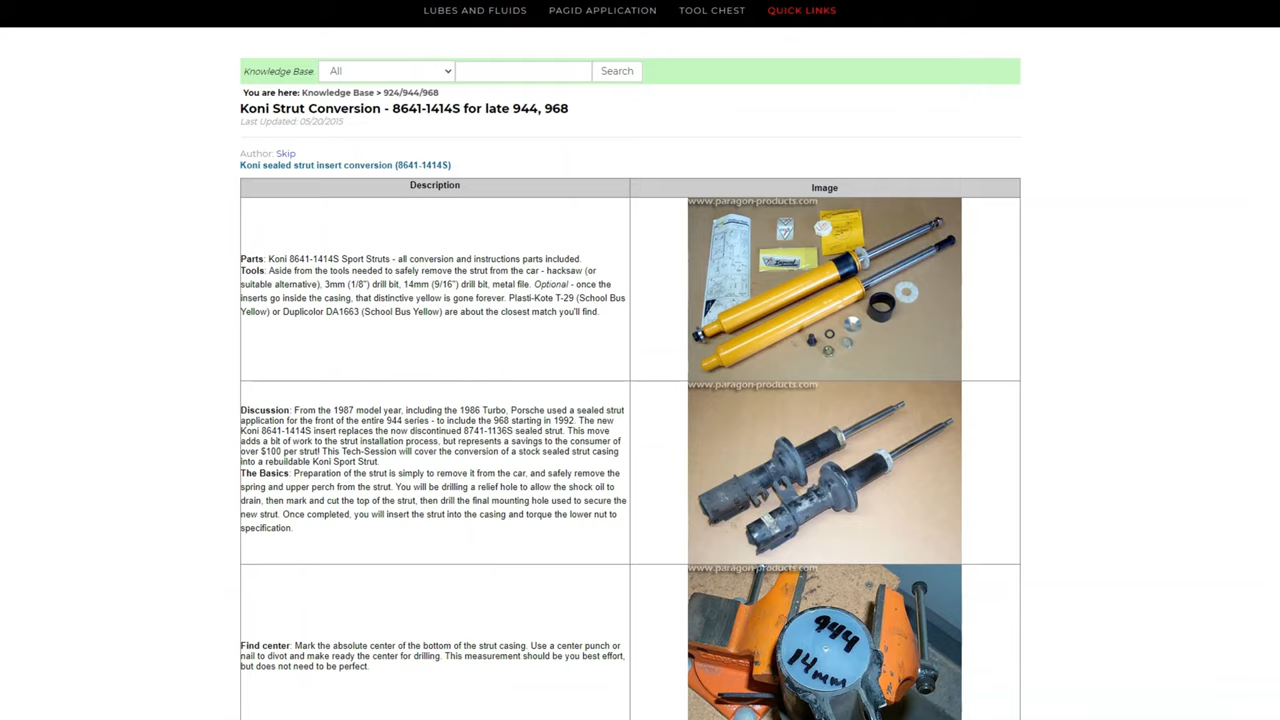 LUBES AND FLUIDS PAGID APPLICATION TOOL CHEST QUICK LINKS
Knowledge Base: All Search
You are here: Knowledge Base > 924/944/968
Koni Strut Conversion - 8641-1414S for late 944, 968
Last Updated: 05/20/2015
Author: Skip
Koni sealed strut insert conversion (8641-1414S)
Description Image
www.paragon-products.com
Parts: Koni 8641-1414S Sport Struts - all conversion and instructions parts included.
Tools: Aside from the tools needed to safely remove the strut from the car - hacksaw (or
suitable alternative), 3mm (1/8") drill bit, 14mm (9/16") drill bit, metal file. Optional - once the
inserts go inside the casing, that distinctive yellow is gone forever. Plasti-Kote T-29 (School Bus
Yellow) or Duplicolor DA1663 (School Bus Yellow) are about the closest match you'll find.
www.paragon-products.com
Discussion: From the 1987 model year, including the 1986 Turbo, Porsche used a sealed strut
application for the front of the entire 944 series - to include the 968 starting in 1992. The new
Koni 8641-1414S insert replaces the now discontinued 8741-1136S sealed strut. This move
adds a bit of work to the strut installation process, but represents a savings to the consumer of
over $100 per strut! This Tech-Session will cover the conversion of a stock sealed strut casing
into a rebuildable Koni Sport Strut.
The Basics: Preparation of the strut is simply to remove it from the car, and safely remove the
spring and upper perch from the strut. You will be drilling a relief hole to allow the shock oil to
drain, then mark and cut the top of the strut, then drill the final mounting hole used to secure the
new strut. Once completed, you will insert the strut into the casing and torque the lower nut to
specification.
www.paragon-products.com
944
14mm
Find center: Mark the absolute center of the bottom of the strut casing. Use a center punch or
nail to divot and make ready the center for drilling. This measurement should be you best effort,
but does not need to be perfect.